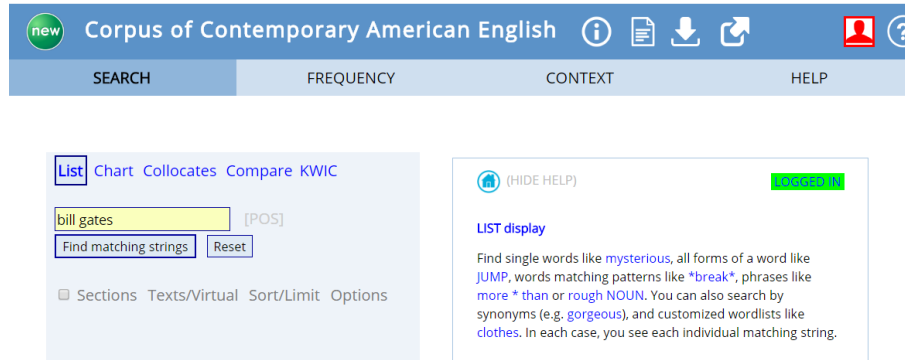 new Corpus of Contemporary American English
SEARCH FREQUENCY CONTEXT HELP
List Chart Collocates Compare KWIC
bill gates [POS]
Find matching strings Reset
Sections Texts/Virtual Sort/Limit Options
(HIDE HELP) LOGGED IN
LIST display
Find single words like mysterious, all forms of a word like
JUMP, words matching patterns like *break*, phrases like
more * than or rough NOUN. You can also search by
synonyms (e.g. gorgeous), and customized wordlists like
clothes. In each case, you see each individual matching string.